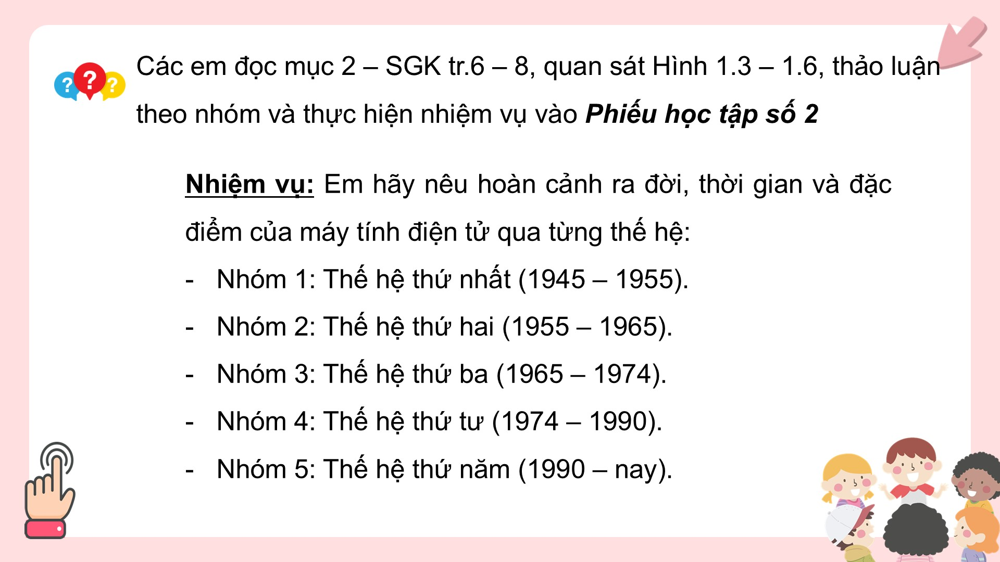 Các em đọc mục 2 – SGK tr.6 – 8, quan sát Hình 1.3 – 1.6, thảo luận
theo nhóm và thực hiện nhiệm vụ vào Phiếu học tập số 2
? ? ?
Nhiệm vụ: Em hãy nêu hoàn cảnh ra đời, thời gian và đặc
điểm của máy tính điện tử qua từng thế hệ:
- Nhóm 1: Thế hệ thứ nhất (1945 – 1955).
- Nhóm 2: Thế hệ thứ hai (1955 – 1965).
- Nhóm 3: Thế hệ thứ ba (1965 – 1974).
- Nhóm 4: Thế hệ thứ tư (1974 – 1990).
- Nhóm 5: Thế hệ thứ năm (1990 – nay).